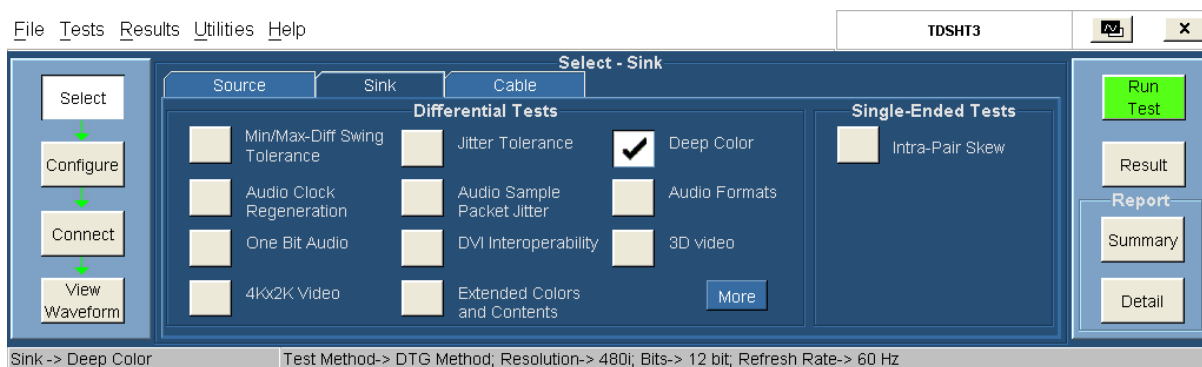 File Tests Results Utilities Help
TDSHT3
x
Select - Sink
Source Sink Cable
Select
Configure
Connect
View
Waveform
Differential Tests
Min/Max-Diff Swing
Tolerance
Jitter Tolerance
Deep Color
Audio Clock
Regeneration
Audio Sample
Packet Jitter
Audio Formats
One Bit Audio
DVI Interoperability
3D video
4Kx2K Video
Extended Colors
and Contents
More
Single-Ended Tests
Intra-Pair Skew
Run
Test
Result
Report
Summary
Detail
Sink -> Deep Color
Test Method-> DTG Method; Resolution-> 480i; Bits-> 12 bit; Refresh Rate-> 60 Hz